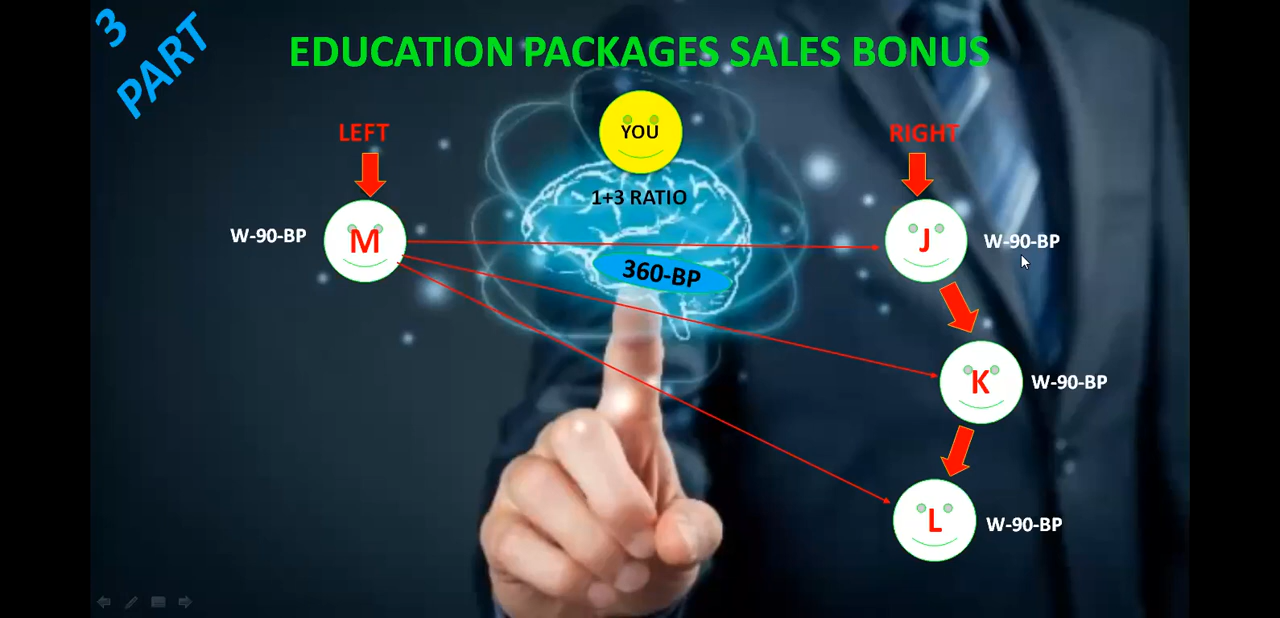 3
PART
EDUCATION PACKAGES SALES BONUS
LEFT
YOU
RIGHT
1+3 RATIO
W-90-BP
M
J
W-90-BP
360-BP
K
W-90-BP
L
W-90-BP